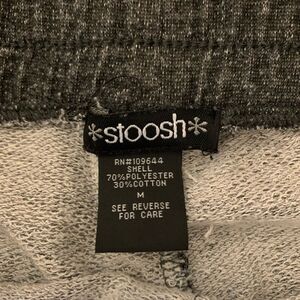 *stoosh*
RN#109644
SHELL
70%POLYESTER
30%COTTON
M
SEE REVERSE
FOR CARE